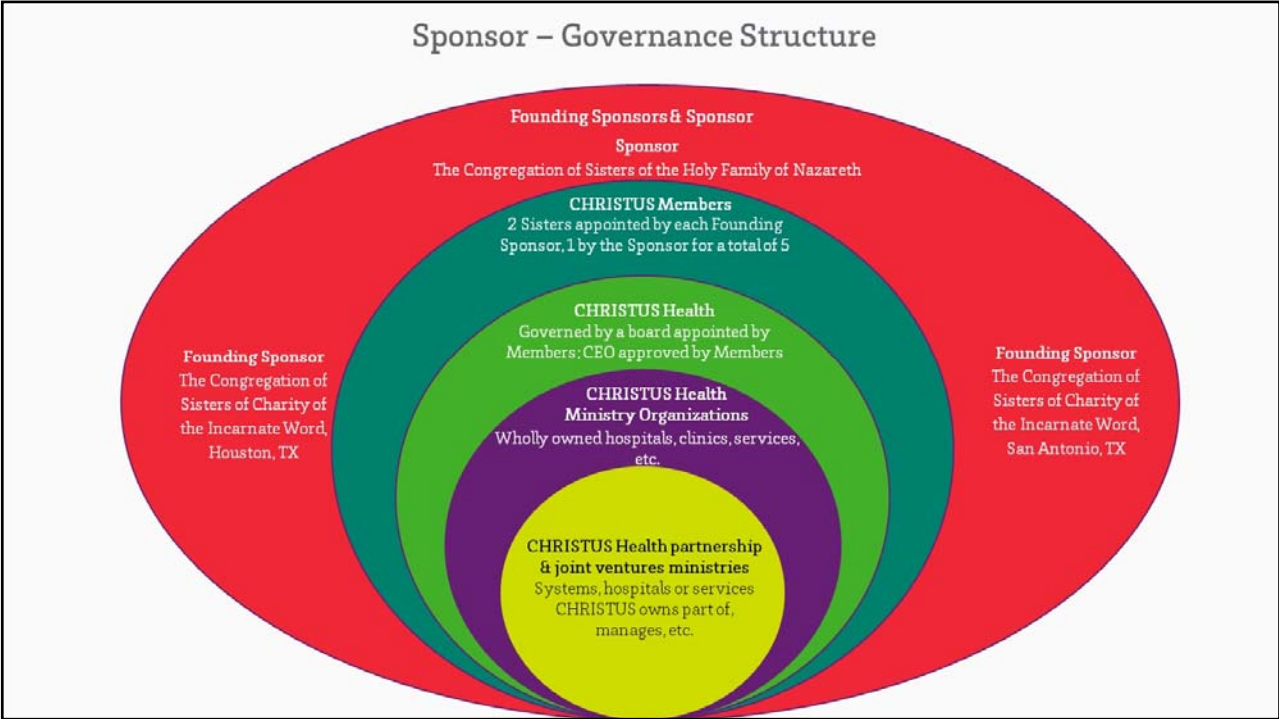 Sponsor – Governance Structure
Founding Sponsors & Sponsor
Sponsor
The Congregation of Sisters of the Holy Family of Nazareth
CHRISTUS Members
2 Sisters appointed by each Founding
Sponsor, 1 by the Sponsor for a total of 5
CHRISTUS Health
Governed by a board appointed by
Members; CEO approved by Members
Founding Sponsor
The Congregation of
Sisters of Charity of
the Incarnate Word,
Houston, TX
Founding Sponsor
The Congregation of
Sisters of Charity of
the Incarnate Word,
San Antonio, TX
CHRISTUS Health
Ministry Organizations
Wholly owned hospitals, clinics, services,
etc.
CHRISTUS Health partnership
& joint ventures ministries
Systems, hospitals or services
CHRISTUS owns part of,
manages, etc.